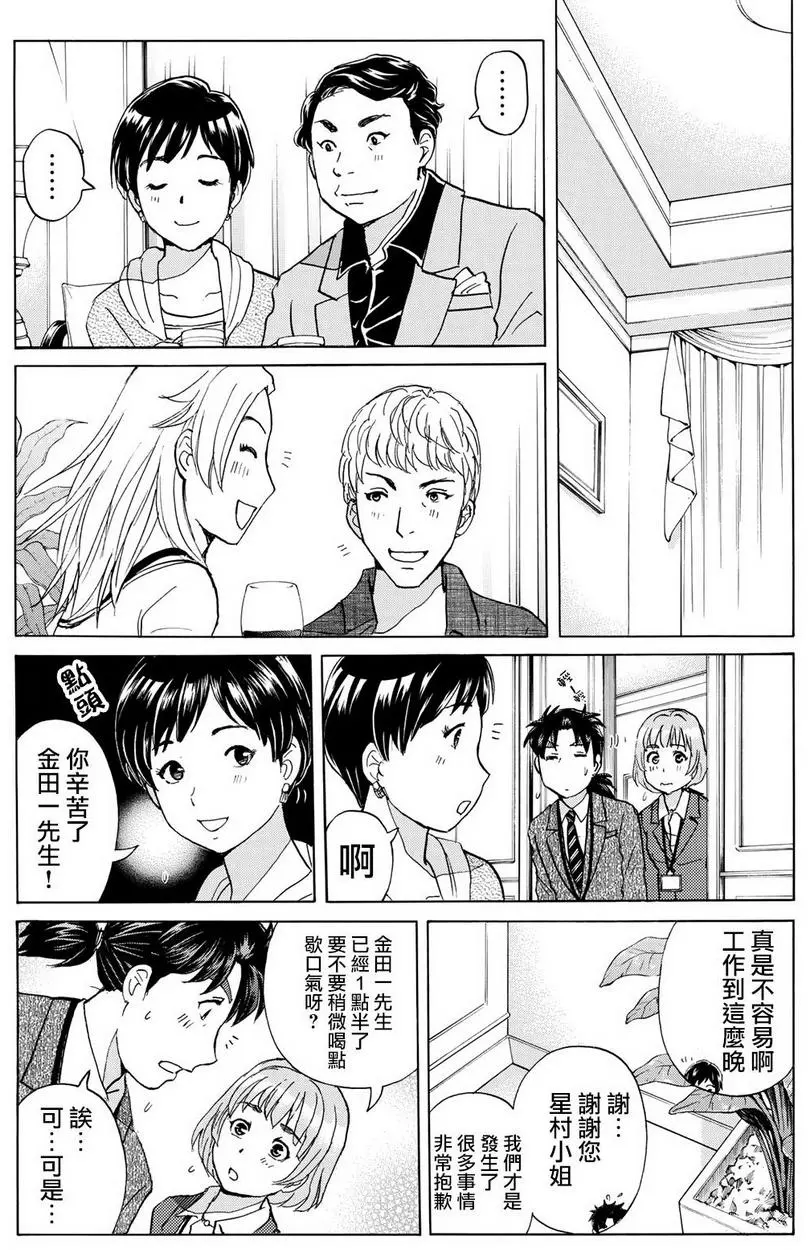 ……
……
輕
輕
啊
點頭
你辛苦了
金田一先生！
真是不容易啊
工作到這麼晚
謝…
謝謝您
星村小姐
我們才是
發生了
很多事情
非常抱歉
金田一先生
已經1點半了
要不要稍微喝點
歇口氣呀？
誒…
可…可是…